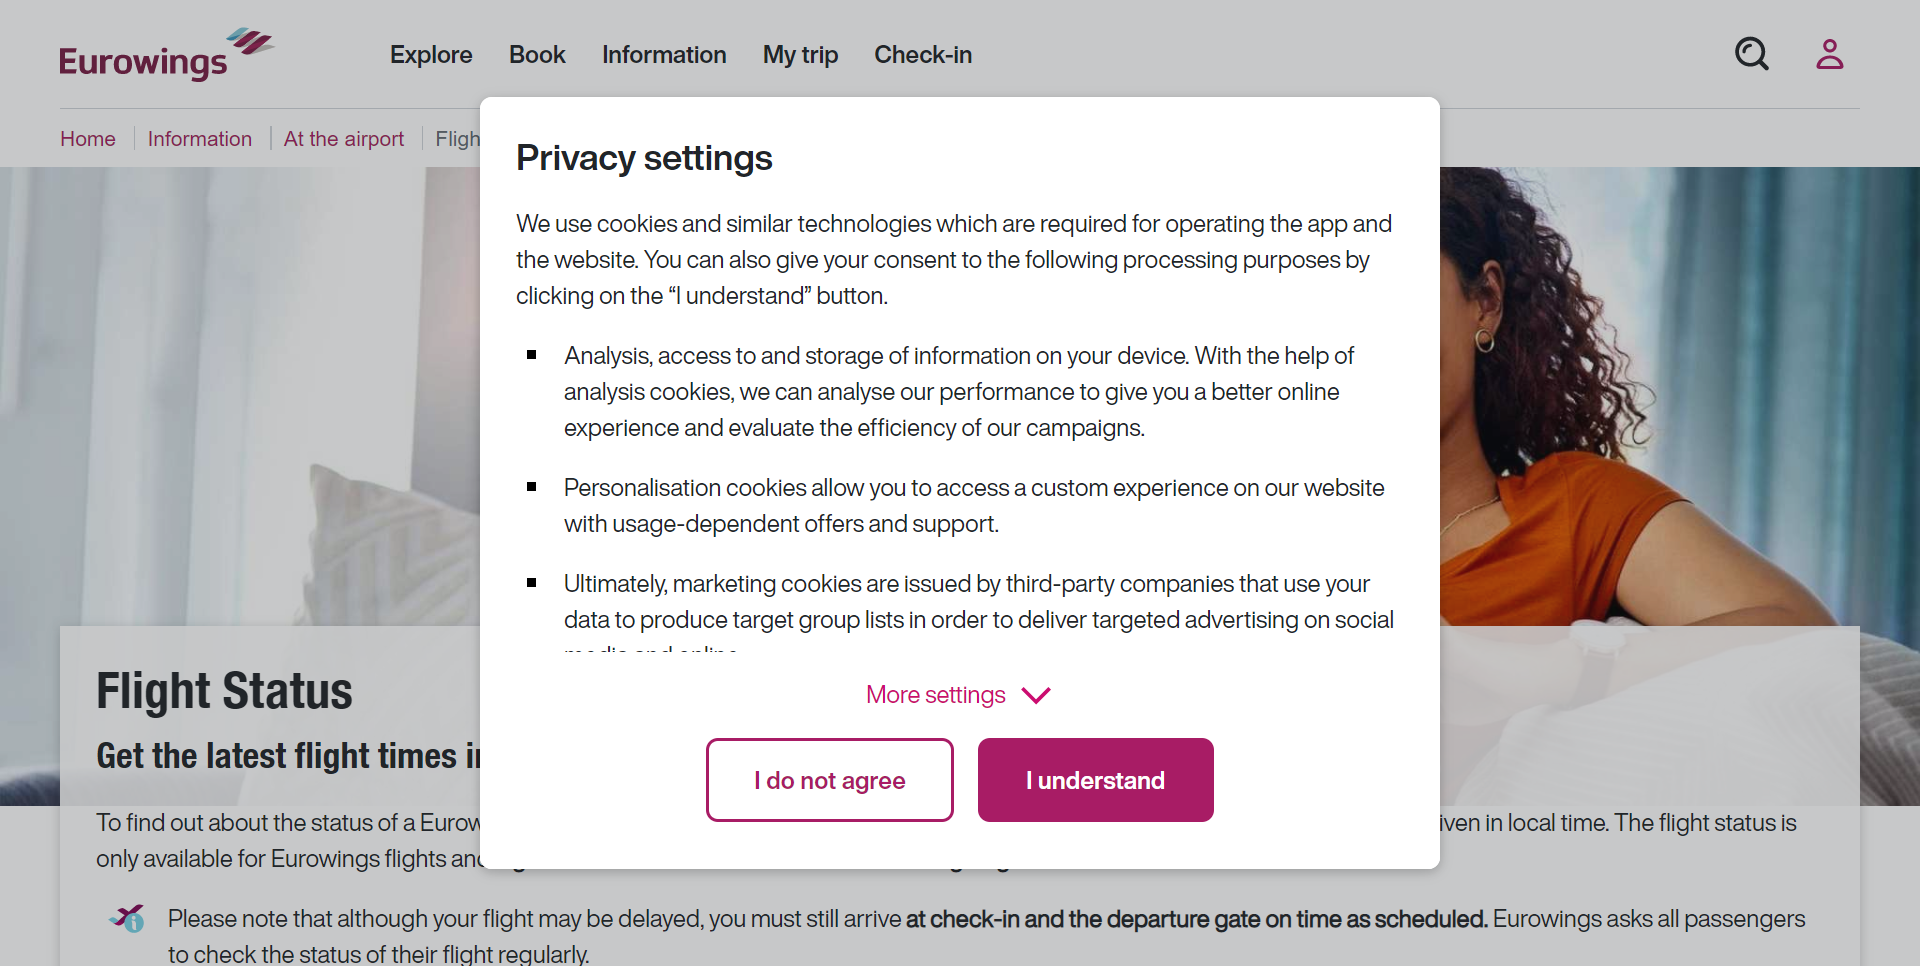 Eurowings
Explore
Book
Information
My trip
Check-in
Home
Information
At the airport
Privacy settings
We use cookies and similar technologies which are required for operating the app and
the website. You can also give your consent to the following processing purposes by
clicking on the “I understand” button.
Analysis, access to and storage of information on your device. With the help of
analysis cookies, we can analyse our performance to give you a better online
experience and evaluate the efficiency of our campaigns.
Personalisation cookies allow you to access a custom experience on our website
with usage-dependent offers and support.
Ultimately, marketing cookies are issued by third-party companies that use your
data to produce target group lists in order to deliver targeted advertising on social
More settings
I do not agree
I understand
Flight Status
Get the latest flight times
To find out about the status of a
in local time. The flight status is
only available for Eurowings flights
Please note that although your flight may be delayed, you must still arrive at check-in and the departure gate on time as scheduled. Eurowings asks all passengers
to check the status of their flight regularly.